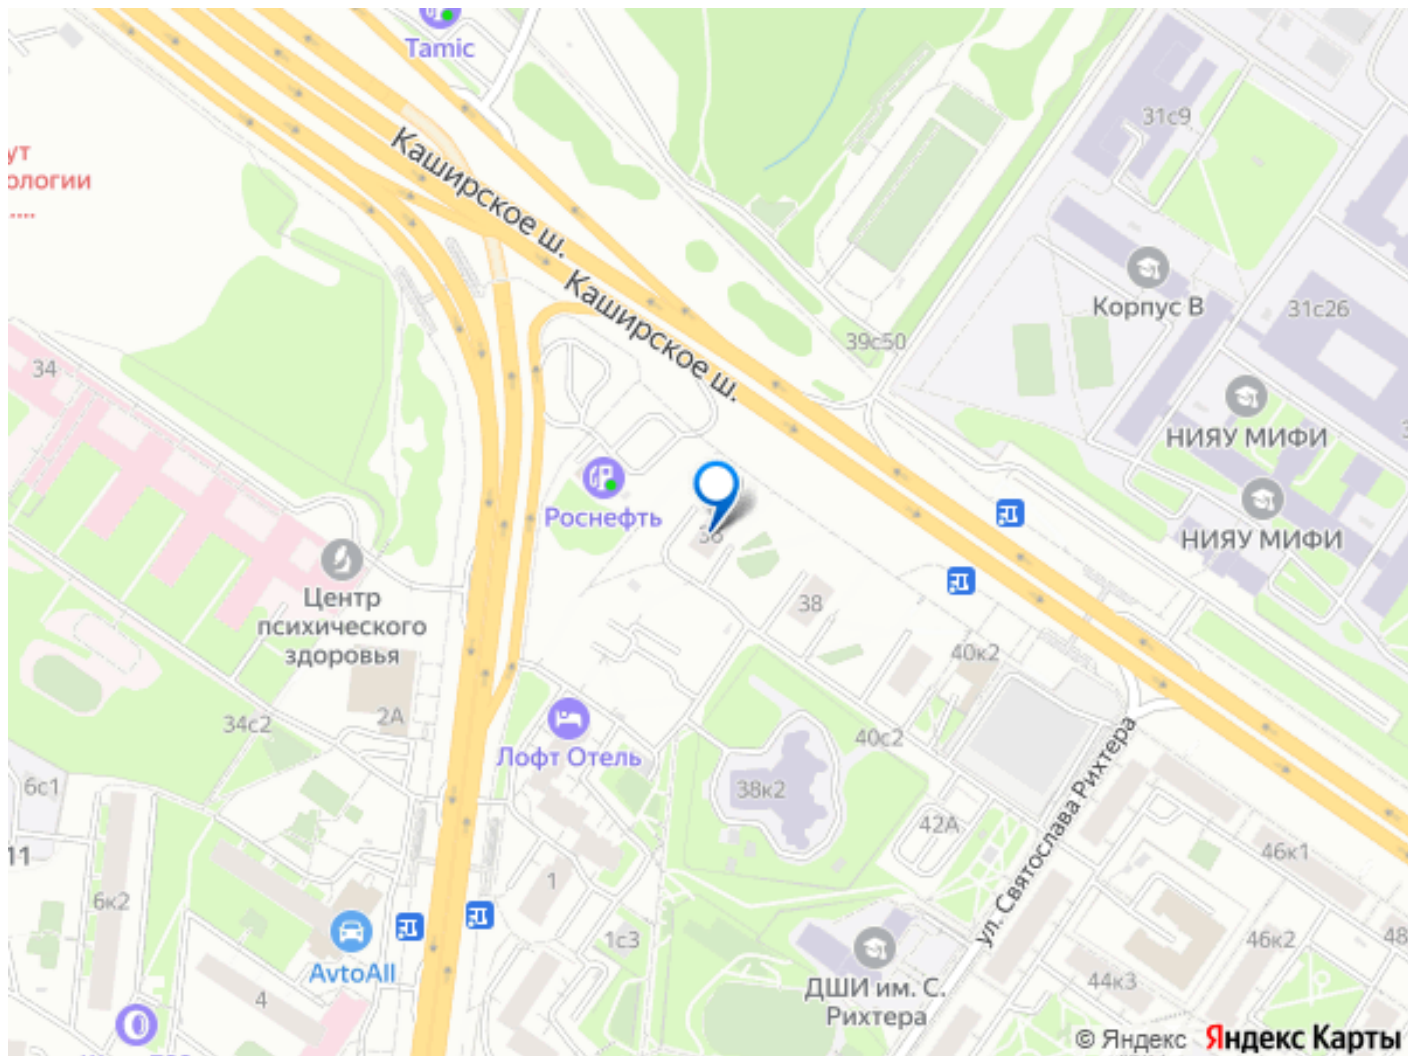 Tamic
ут
ологии
....
Каширское ш.
Каширское ш.
31с9
Корпус В
31с26
39с50
НИЯУ МИФИ
НИЯУ МИФИ
34
Роснефть
36
38
Центр
психического
здоровья
2А
34с2
40к2
40с2
Лофт Отель
38к2
42А
ул. Святослава Рихтера
6с1
11
6к2
1
1с3
46к1
46к2
48
44к3
AvtoAll
4
ДШИ им. С.
Рихтера
© Яндекс Яндекс Карты